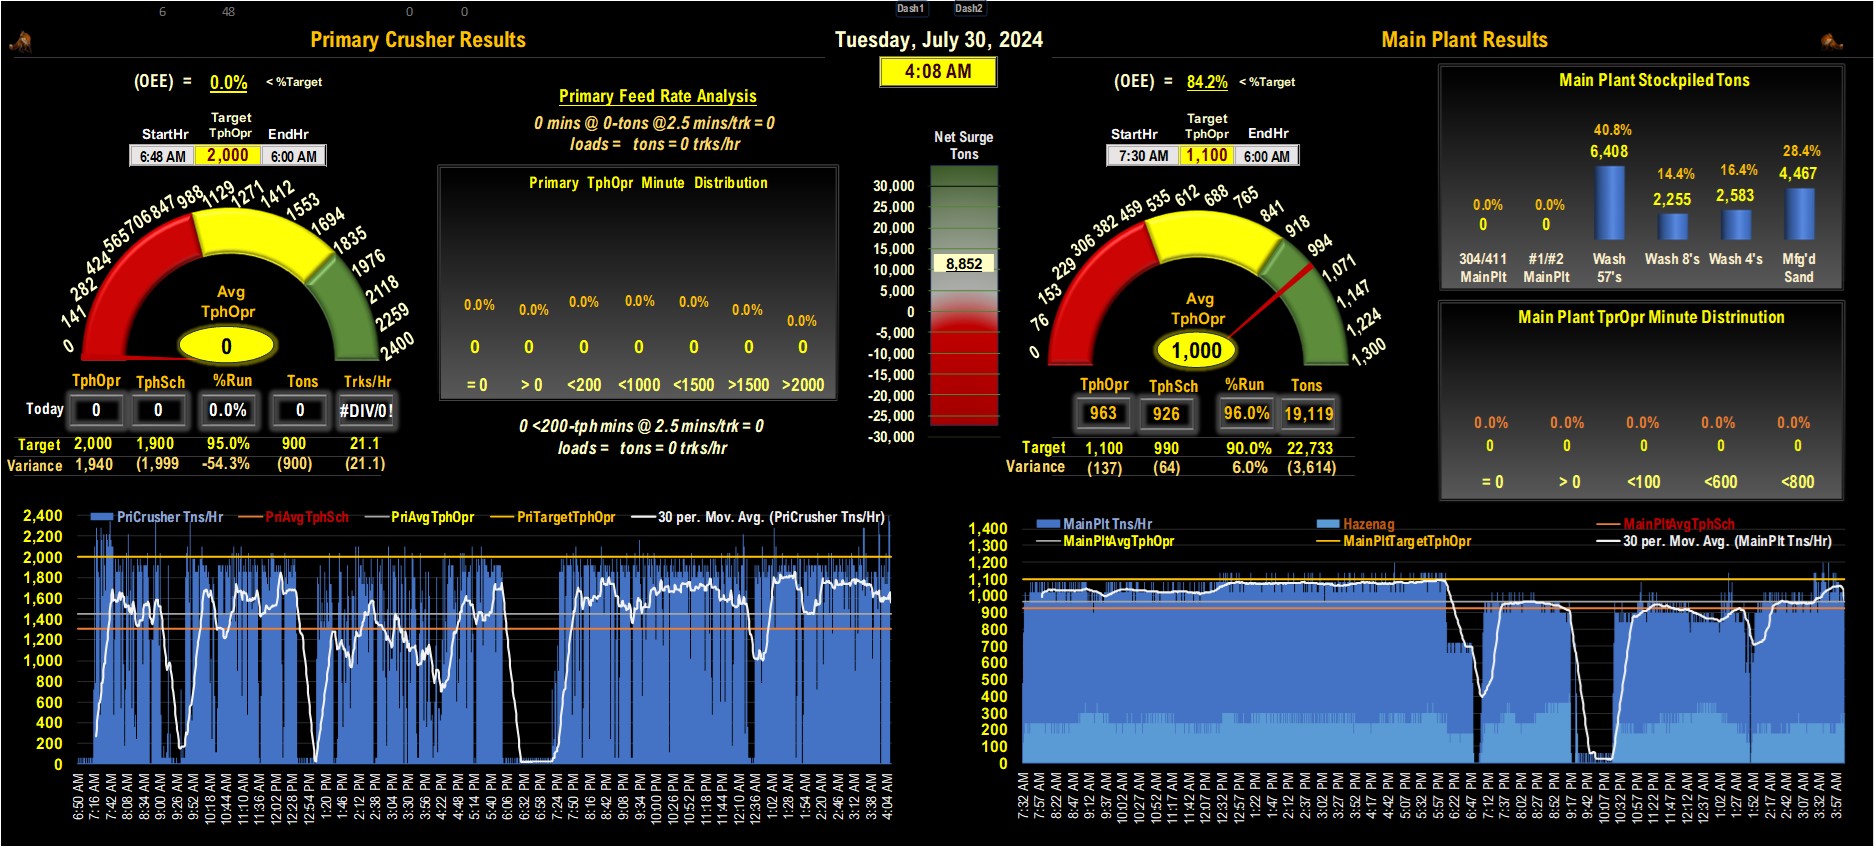 6 48 0 0 Dash1 Dash2
Primary Crusher Results
Tuesday, July 30, 2024
Main Plant Results
4:08 AM
(OEE) = 0.0% < %Target
Target
StartHr TphOpr EndHr
6:48 AM 2,000 6:00 AM
0 141 282 424 565 706 847 988 1129 1271 1412 1553 1694 1835 1976 2118 2259 2400
Avg
TphOpr
0
TphOpr TphSch %Run Tons Trks/Hr
Today 0 0 0.0% 0 #DIV/0!
Target 2,000 1,900 95.0% 900 21.1
Variance 1,940 (1,999 -54.3% (900) (21.1)
Primary Feed Rate Analysis
0 mins @ 0-tons @2.5 mins/trk = 0
loads = tons = 0 trks/hr
Primary TphOpr Minute Distribution
0.0% 0.0% 0.0% 0.0% 0.0% 0.0% 0.0%
0 0 0 0 0 0 0
= 0 > 0 <200 <1000 <1500 >1500 >2000
0 <200-tph mins @ 2.5 mins/trk = 0
loads = tons = 0 trks/hr
Net Surge
Tons
30,000
25,000
20,000
15,000
10,000
8,852
5,000
0
-5,000
-10,000
-15,000
-20,000
-25,000
-30,000
(OEE) = 84.2% < %Target
Target
StartHr TphOpr EndHr
7:30 AM 1,100 6:00 AM
0 76 153 229 306 382 459 535 612 688 765 841 918 994 1,071 1,147 1,224 1,300
Avg
TphOpr
1,000
TphOpr TphSch %Run Tons
963 926 96.0% 19,119
Target 1,100 990 90.0% 22,733
Variance (137) (64) 6.0% (3,614)
Main Plant Stockpiled Tons
0.0% 0.0% 40.8% 14.4% 16.4% 28.4%
0 0 6,408 2,255 2,583 4,467
304/411 #1/#2 Wash Wash 8's Wash 4's Mfg'd
MainPlt MainPlt 57's Sand
Main Plant TprOpr Minute Distrinution
0.0% 0.0% 0.0% 0.0% 0.0%
0 0 0 0 0
= 0 > 0 <100 <600 <800
PriCrusher Tns/Hr PriAvgTphSch PriAvgTphOpr PriTargetTphOpr 30 per. Mov. Avg. (PriCrusher Tns/Hr)
2,400
2,200
2,000
1,800
1,600
1,400
1,200
1,000
800
600
400
200
0
6:50 AM 7:16 AM 7:42 AM 8:08 AM 8:34 AM 9:00 AM 9:26 AM 9:52 AM 10:18 AM 10:44 AM 11:10 AM 11:36 AM 12:02 PM 12:28 PM 12:54 PM 1:20 PM 1:46 PM 2:12 PM 2:38 PM 3:04 PM 3:30 PM 3:56 PM 4:22 PM 4:48 PM 5:14 PM 5:40 PM 6:06 PM 6:32 PM 6:58 PM 7:24 PM 7:50 PM 8:16 PM 8:42 PM 9:08 PM 9:34 PM 10:00 PM 10:26 PM 10:52 PM 11:18 PM 11:44 PM 12:10 AM 12:36 AM 1:02 AM 1:28 AM 1:54 AM 2:20 AM 2:46 AM 3:12 AM 3:38 AM 4:04 AM
MainPlt Tns/Hr Hazenag MainPltAvgTphSch
MainPltAvgTphOpr MainPltTargetTphOpr 30 per. Mov. Avg. (MainPlt Tns/Hr)
1,400
1,300
1,200
1,100
1,000
900
800
700
600
500
400
300
200
100
0
7:32 AM 7:57 AM 8:22 AM 8:47 AM 9:12 AM 9:37 AM 10:02 AM 10:27 AM 10:52 AM 11:17 AM 11:42 AM 12:07 PM 12:32 PM 12:57 PM 1:22 PM 1:47 PM 2:12 PM 2:37 PM 3:02 PM 3:27 PM 3:52 PM 4:17 PM 4:42 PM 5:07 PM 5:32 PM 5:57 PM 6:22 PM 6:47 PM 7:12 PM 7:37 PM 8:02 PM 8:27 PM 8:52 PM 9:17 PM 9:42 PM 10:07 PM 10:32 PM 10:57 PM 11:22 PM 11:47 PM 12:12 AM 12:37 AM 1:02 AM 1:27 AM 1:52 AM 2:17 AM 2:42 AM 3:07 AM 3:32 AM 3:57 AM